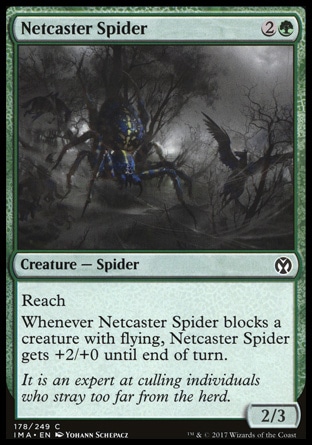 Netcaster Spider 2
Creature — Spider
Reach
Whenever Netcaster Spider blocks a
creature with flying, Netcaster Spider
gets +2/+0 until end of turn.
It is an expert at culling individuals
who stray too far from the herd.
2/3
178/249 C
IMA • EN Yohann Schepacz
™ & © 2017 Wizards of the Coast